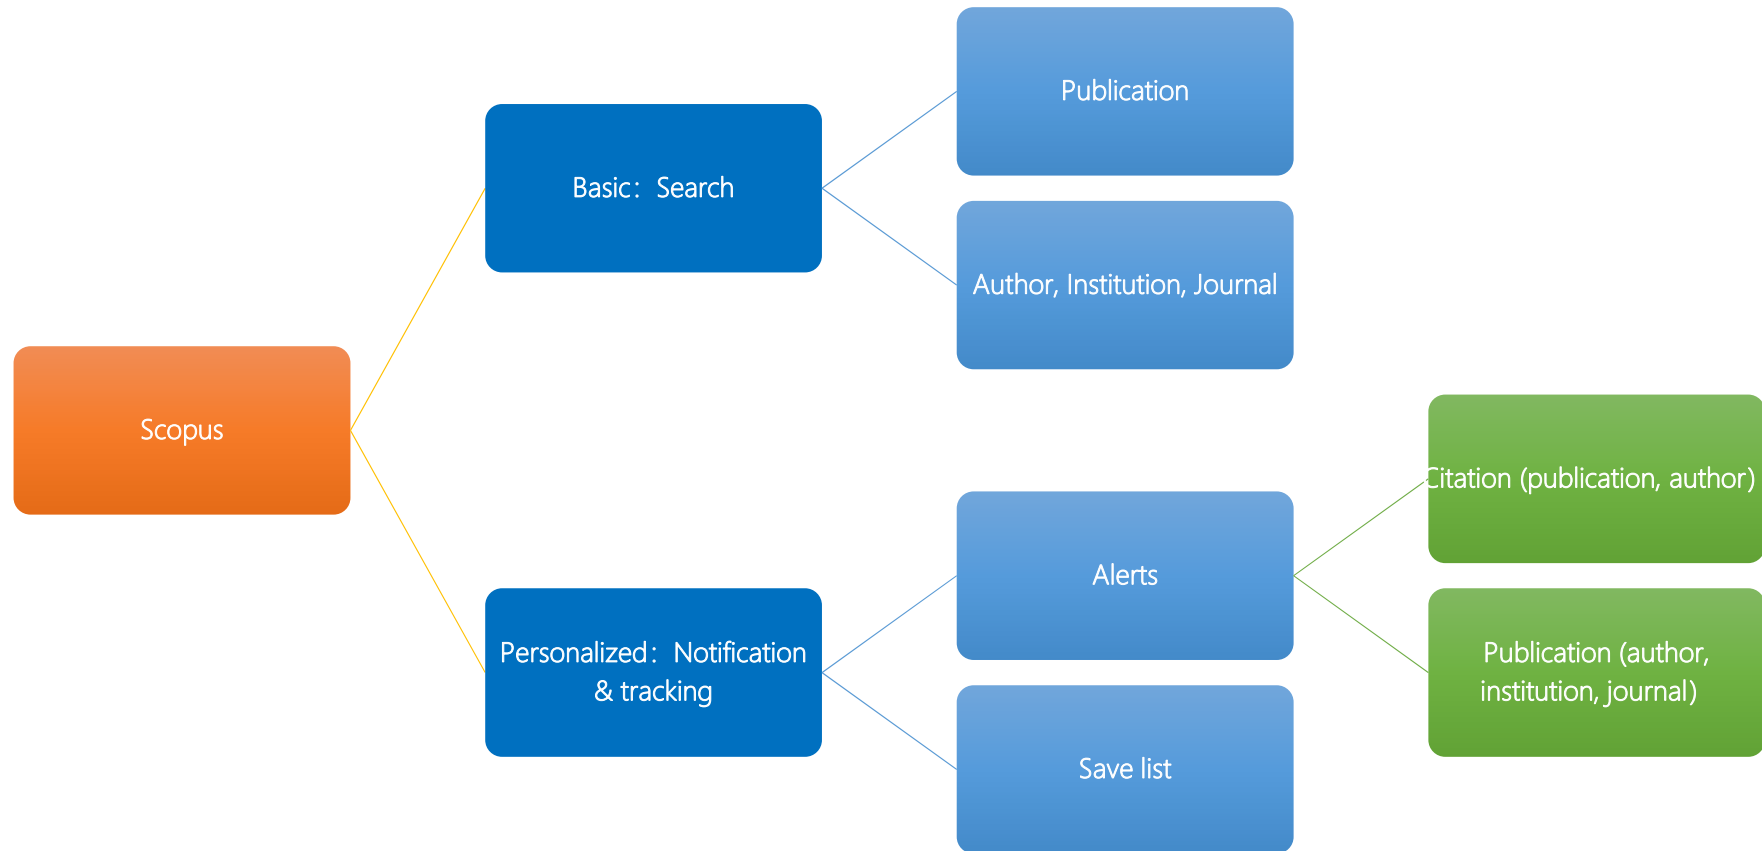 Publication
Basic：Search
Author, Institution, Journal
Scopus
Citation (publication, author)
Alerts
Personalized：Notification
& tracking
Publication (author,
institution, journal)
Save list